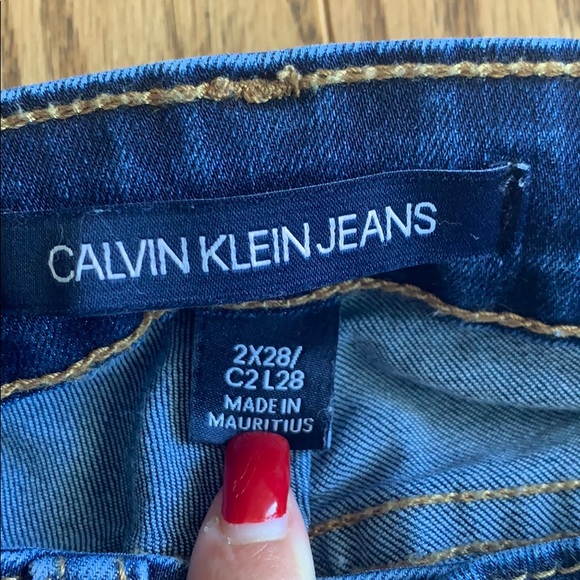 CALVIN KLEIN JEANS
2X28/
C2 L28
MADE IN
MAURITIUS